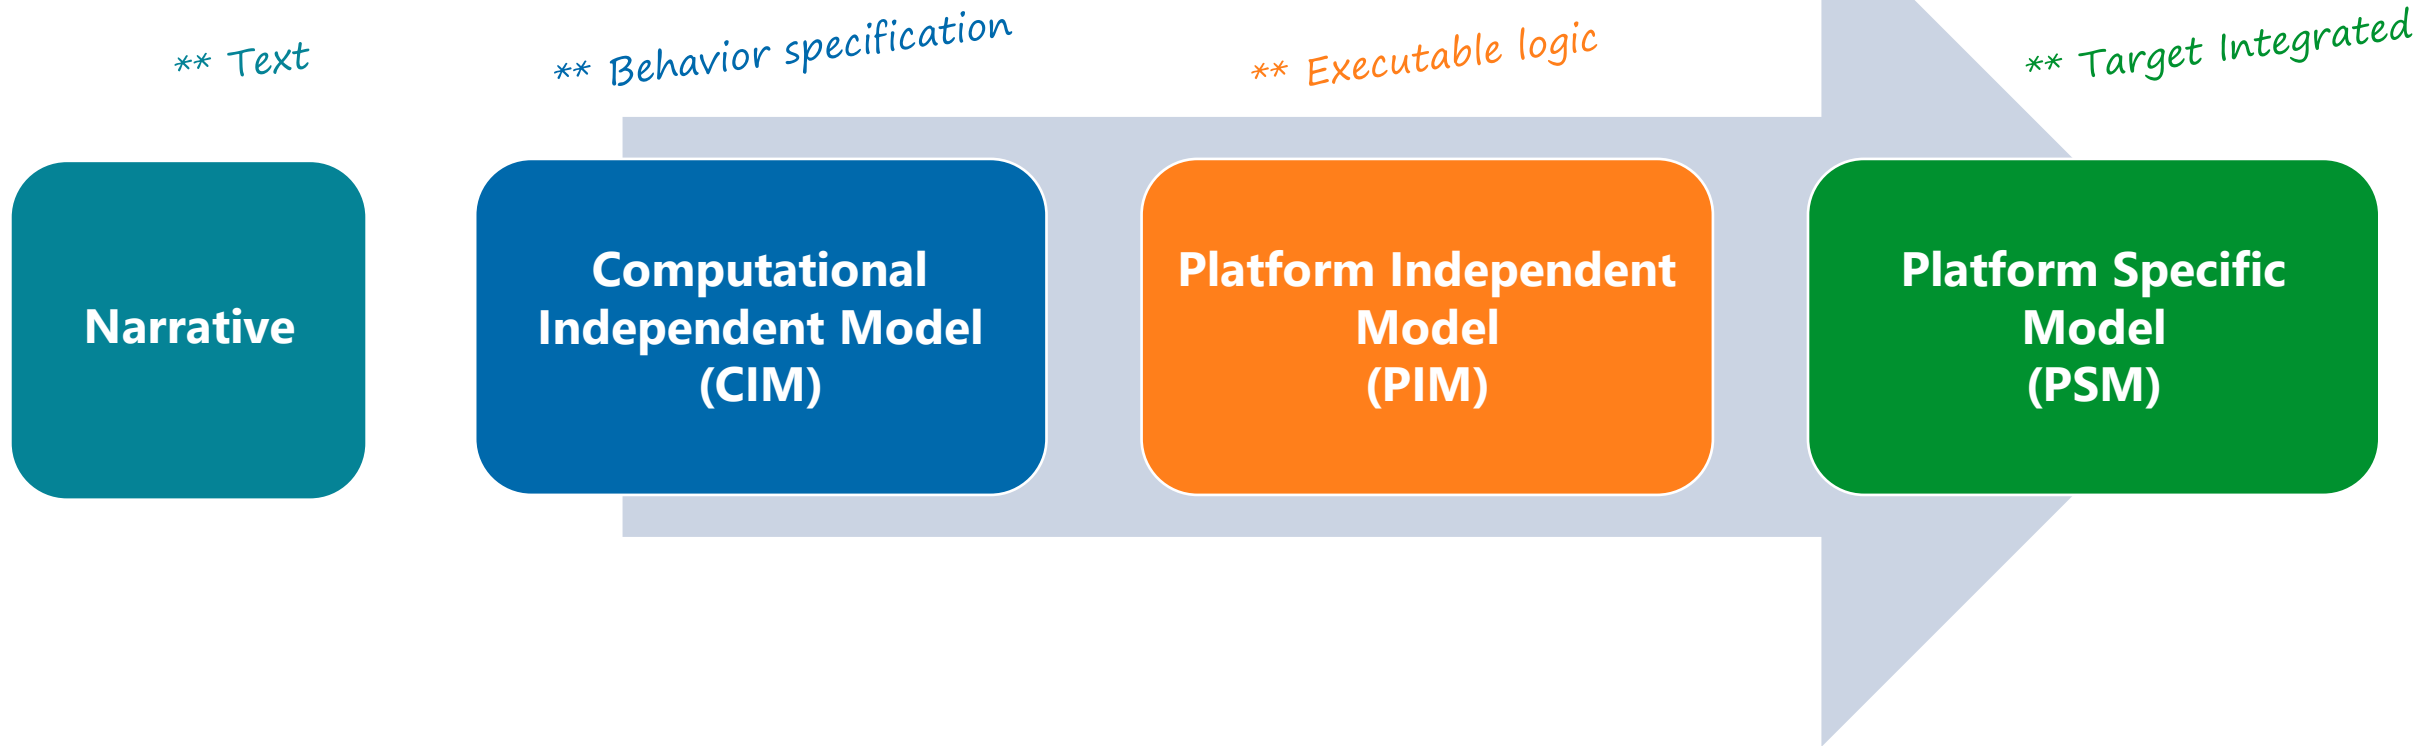 ** Text
** Behavior specification
** Executable logic
** Target Integrated
Narrative
Computational
Independent Model
(CIM)
Platform Independent
Model
(PIM)
Platform Specific
Model
(PSM)